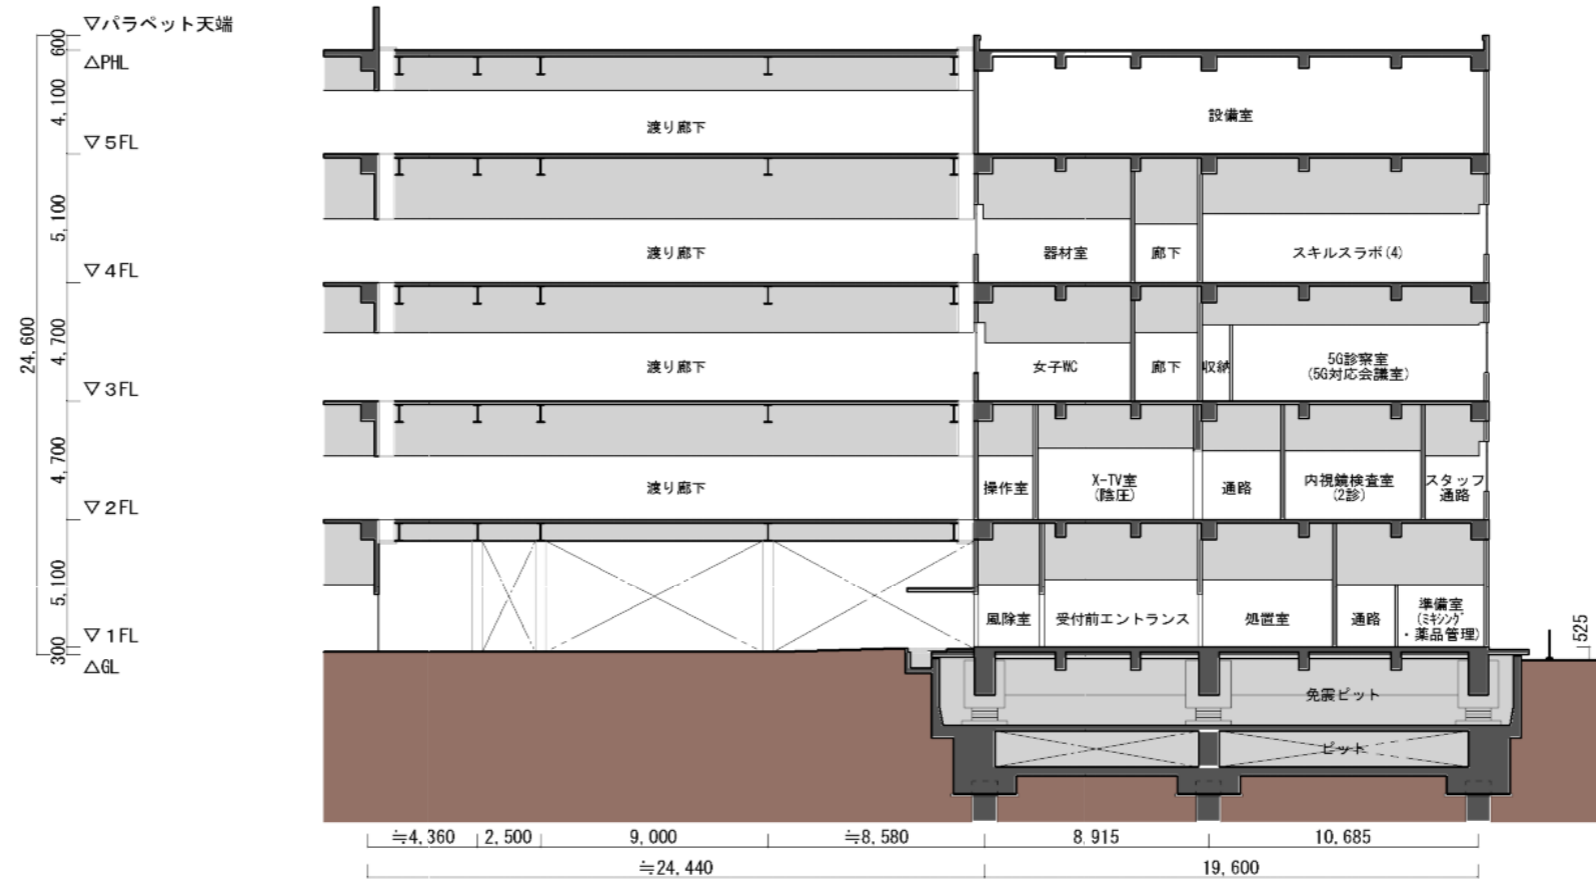 ▽パラペット天端
600
△PHL
4,100
設備室
渡り廊下
▽5FL
5,100
渡り廊下
器材室
廊下
スキルスラボ(4)
▽4FL
24,600
4,700
渡り廊下
女子WC
廊下
収納
5G診察室
(5G対応会議室)
▽3FL
4,700
渡り廊下
操作室
X-TV室
(陰圧)
通路
内視鏡検査室
(2診)
スタッフ
通路
▽2FL
5,100
風除室
受付前エントランス
処置室
通路
準備室
(ミキシング
・薬品管理)
▽1FL
300
△GL
525
免震ピット
ピット
≒4,360
2,500
9,000
≒8,580
8,915
10,685
≒24,440
19,600